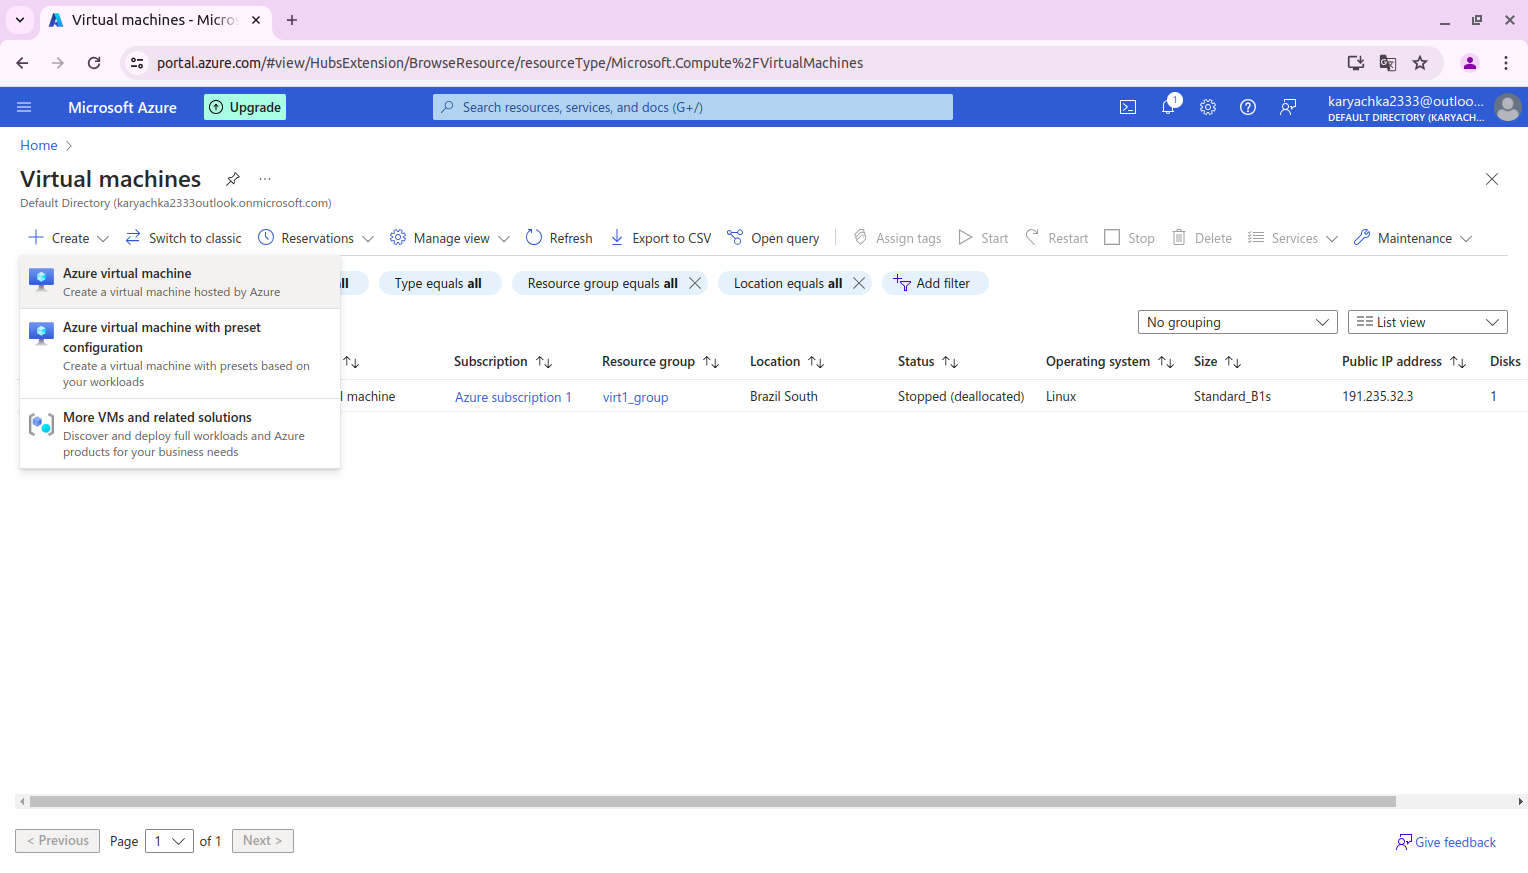 Virtual machines - Micros
portal.azure.com/#view/HubsExtension/BrowseResource/resourceType/Microsoft.Compute%2FVirtualMachines
Microsoft Azure
Upgrade
Search resources, services, and docs (G+/)
1
karyachka2333@outloo...
DEFAULT DIRECTORY (KARYACH...
Home
Virtual machines
Default Directory (karyachka2333outlook.onmicrosoft.com)
Create
Switch to classic
Reservations
Manage view
Refresh
Export to CSV
Open query
Assign tags
Start
Restart
Stop
Delete
Services
Maintenance
Azure virtual machine
Create a virtual machine hosted by Azure
Azure virtual machine with preset
configuration
Create a virtual machine with presets based on
your workloads
More VMs and related solutions
Discover and deploy full workloads and Azure
products for your business needs
Type equals all
Resource group equals all
Location equals all
Add filter
No grouping
List view
Subscription
Resource group
Location
Status
Operating system
Size
Public IP address
Disks
l machine
Azure subscription 1
virt1_group
Brazil South
Stopped (deallocated)
Linux
Standard_B1s
191.235.32.3
1
< Previous
Page
1
of 1
Next >
Give feedback